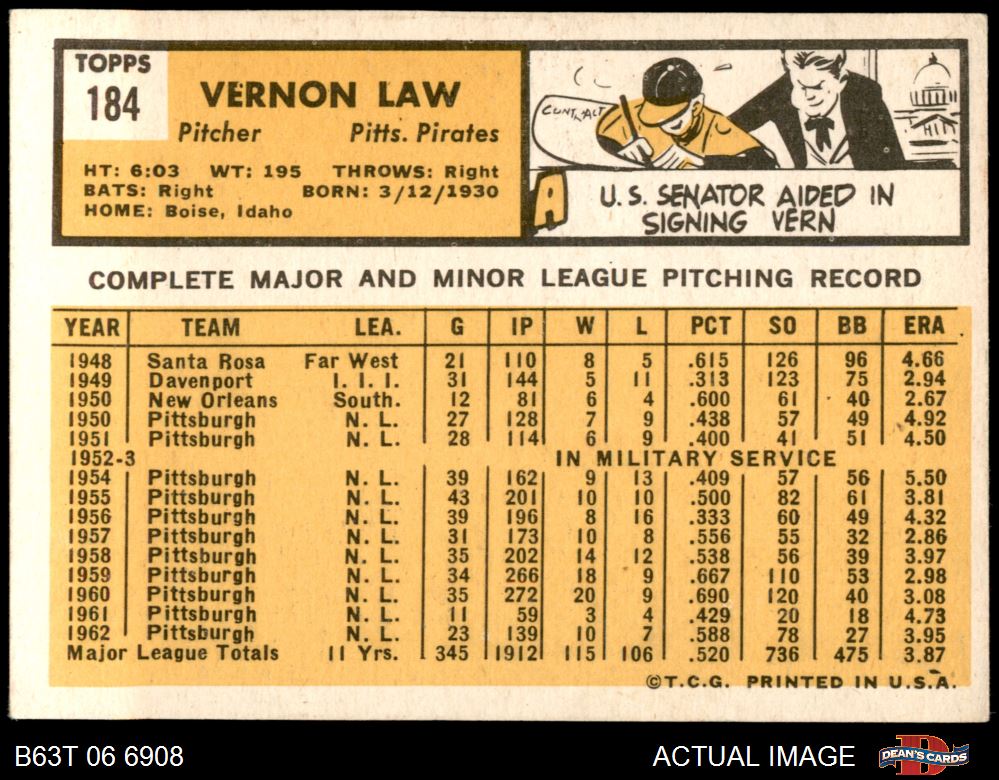 TOPPS
184
VERNON LAW
Pitcher Pitts. Pirates
HT: 6:03 WT: 195 THROWS: Right
BATS: Right BORN: 3/12/1930
HOME: Boise, Idaho
CONTRACT
U.S. SENATOR AIDED IN
SIGNING VERN
COMPLETE MAJOR AND MINOR LEAGUE PITCHING RECORD
YEAR TEAM LEA. G IP W L PCT SO BB ERA
1948 Santa Rosa Far West 21 110 8 5 .615 126 96 4.66
1949 Davenport I. I. I. 31 144 5 11 .313 123 75 2.94
1950 New Orleans South. 12 81 6 4 .600 61 40 2.67
1950 Pittsburgh N. L. 27 128 7 9 .438 57 49 4.92
1951 Pittsburgh N. L. 28 114 6 9 .400 41 51 4.50
1952-3 IN MILITARY SERVICE
1954 Pittsburgh N. L. 39 162 9 13 .409 57 56 5.50
1955 Pittsburgh N. L. 43 201 10 10 .500 82 61 3.81
1956 Pittsburgh N. L. 39 196 8 16 .333 60 49 4.32
1957 Pittsburgh N. L. 31 173 10 8 .556 55 32 2.86
1958 Pittsburgh N. L. 35 202 14 12 .538 56 39 3.97
1959 Pittsburgh N. L. 34 266 18 9 .667 110 53 2.98
1960 Pittsburgh N. L. 35 272 20 9 .690 120 40 3.08
1961 Pittsburgh N. L. 11 59 3 4 .429 20 18 4.73
1962 Pittsburgh N. L. 23 139 10 7 .588 78 27 3.95
Major League Totals 11 Yrs. 345 1912 115 106 .520 736 475 3.87
©T.C.G. PRINTED IN U.S.A.
B63T 06 6908 ACTUAL IMAGE DEAN'S CARDS